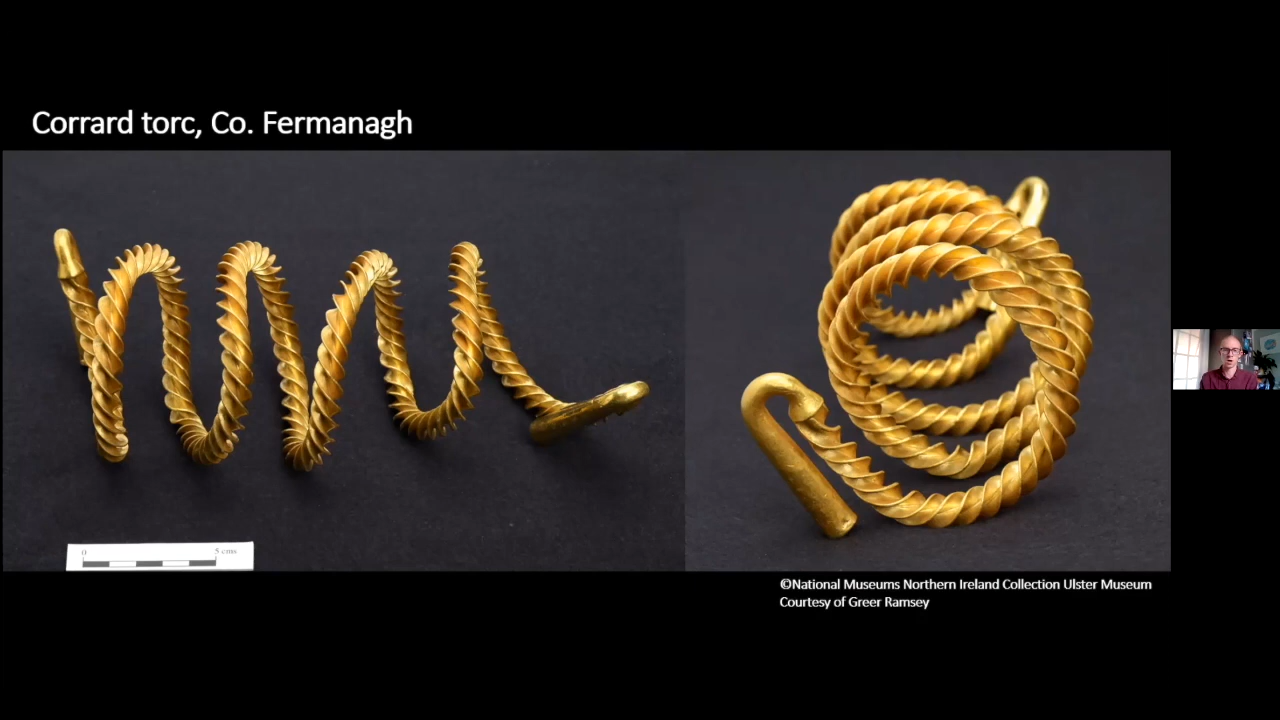 Corrard torc, Co. Fermanagh
0 5 cms
©National Museums Northern Ireland Collection Ulster Museum
Courtesy of Greer Ramsey